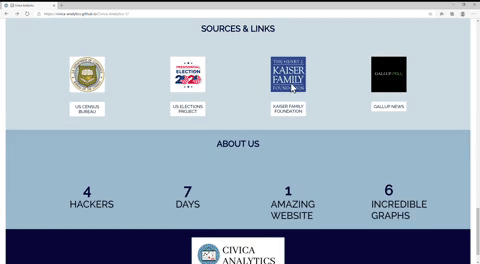 Civica Analytics
https://civica-analytics.github.io/Civica-Analytics-1/
SOURCES & LINKS
PRESIDENTIAL
ELECTION
THE HENRY J.
KAISER
FAMILY
FOUNDATION
GALLUP POLL
US CENSUS
BUREAU
US ELECTIONS
PROJECT
KAISER FAMILY
FOUNDATION
GALLUP NEWS
ABOUT US
4
HACKERS
7
DAYS
1
AMAZING
WEBSITE
6
INCREDIBLE
GRAPHS
CIVICA
ANALYTICS